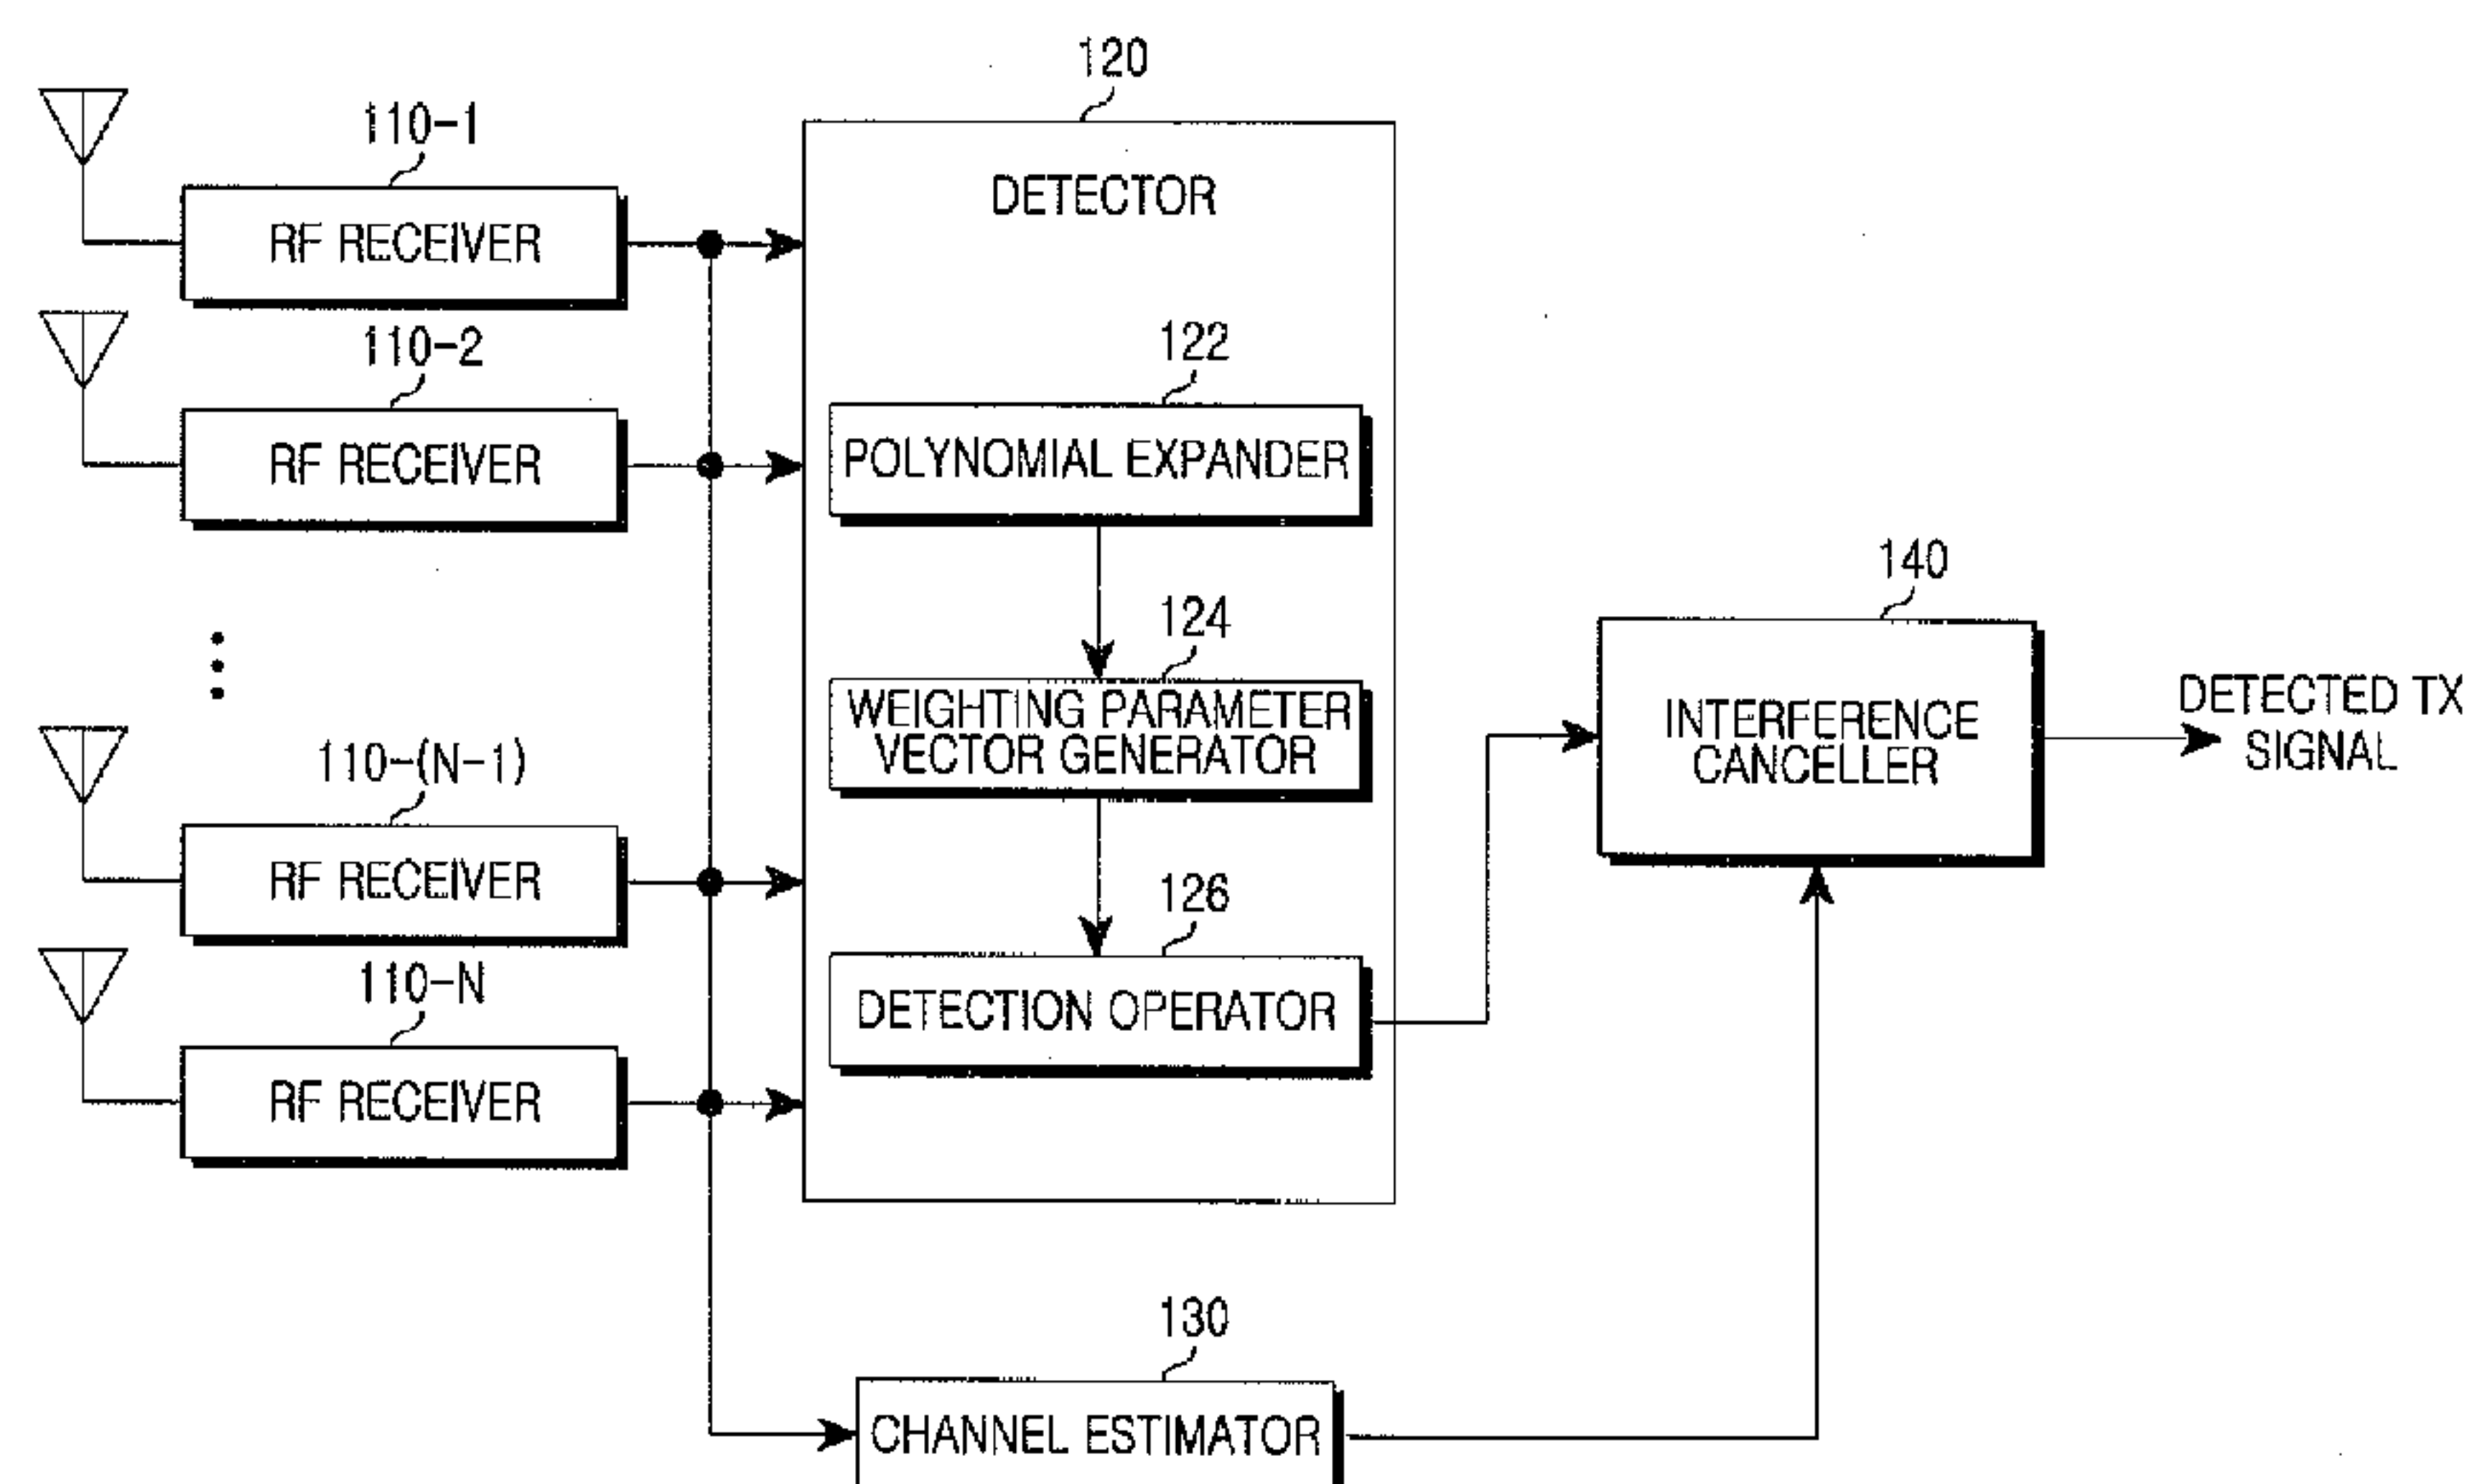 120
110-1
RF RECEIVER
DETECTOR
110-2
RF RECEIVER
122
POLYNOMIAL EXPANDER
124
WEIGHTING PARAMETER
VECTOR GENERATOR
110-(N-1)
RF RECEIVER
126
DETECTION OPERATOR
110-N
RF RECEIVER
140
INTERFERENCE
CANCELLER
DETECTED TX
SIGNAL
130
CHANNEL ESTIMATOR